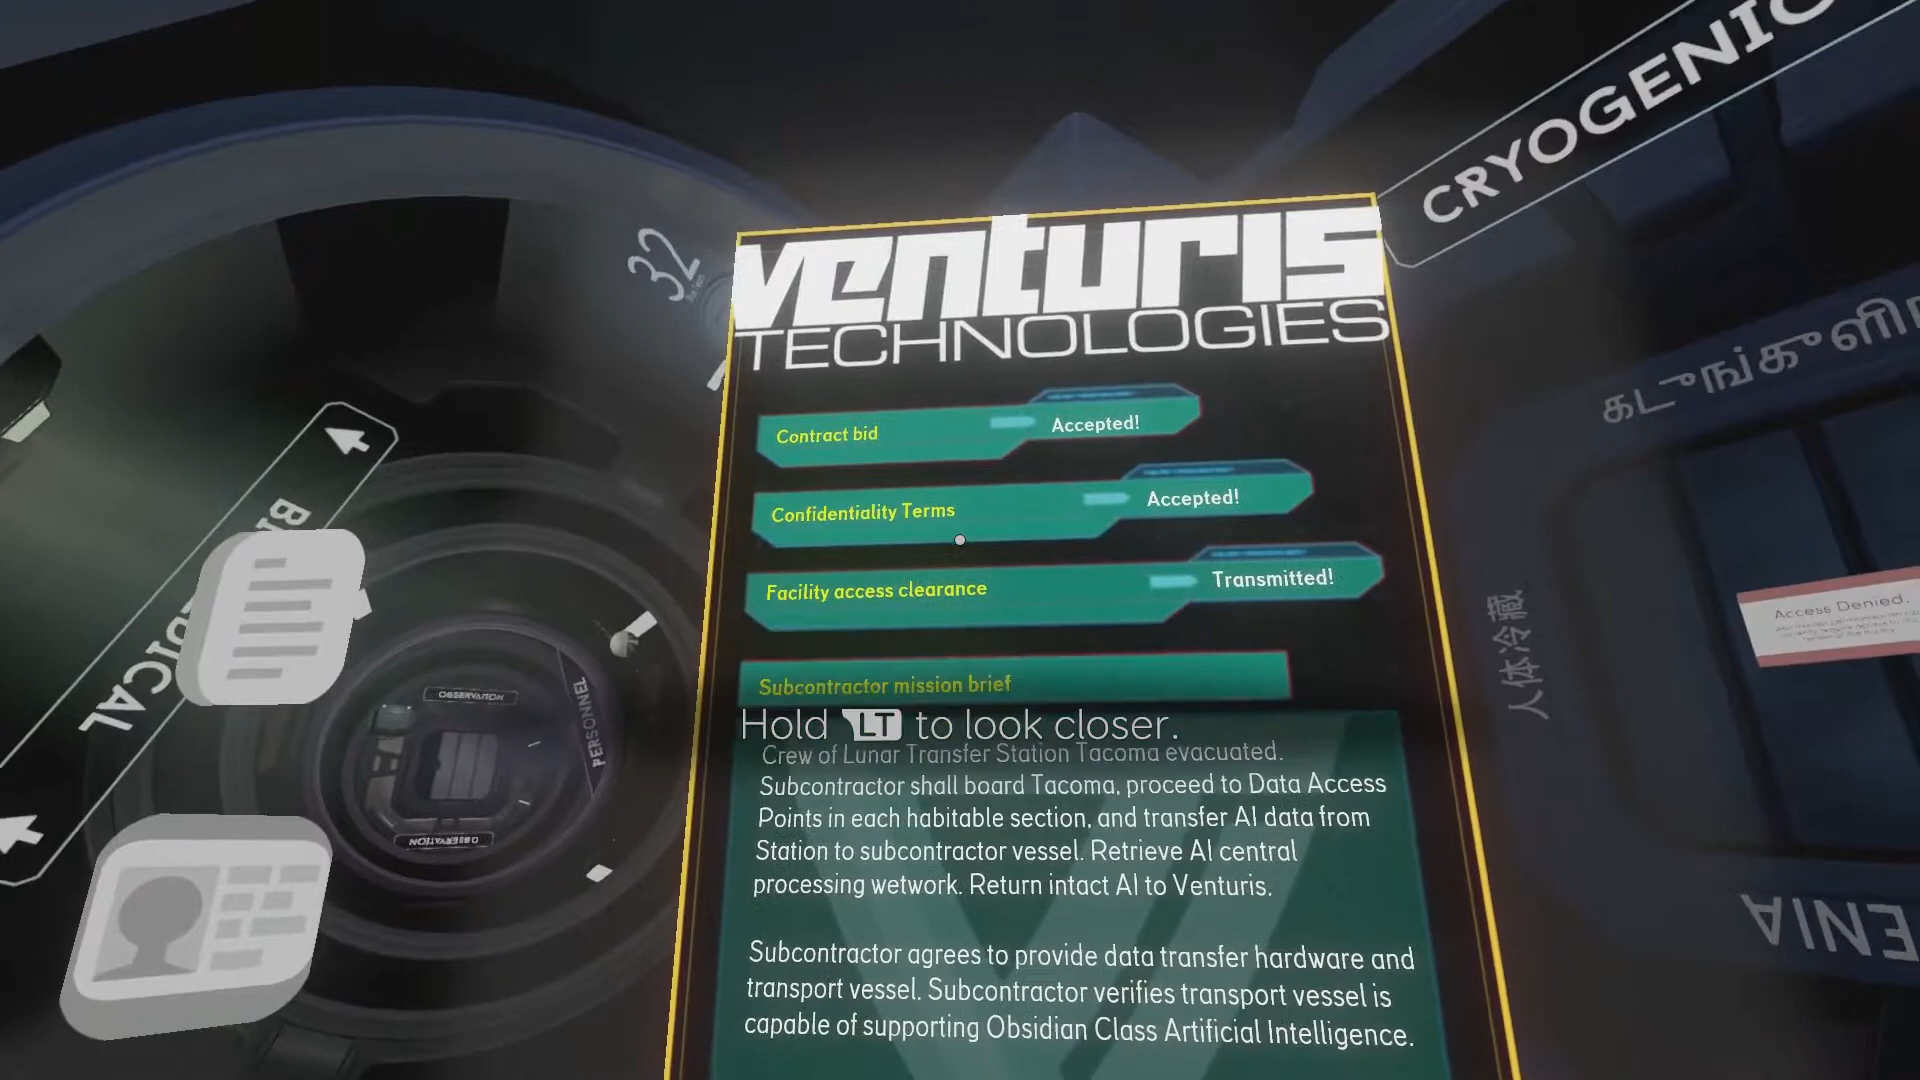 CRYOGENIC
32
venturis
TECHNOLOGIES
Contract bid
Accepted!
Confidentiality Terms
Accepted!
Facility access clearance
Transmitted!
Subcontractor mission brief
Hold LT to look closer.
Crew of Lunar Transfer Station Tacoma evacuated.
Subcontractor shall board Tacoma, proceed to Data Access
Points in each habitable section, and transfer AI data from
Station to subcontractor vessel. Retrieve AI central
processing wetwork. Return intact AI to Venturis.
Subcontractor agrees to provide data transfer hardware and
transport vessel. Subcontractor verifies transport vessel is
capable of supporting Obsidian Class Artificial Intelligence.
OBSERVATION
PERSONNEL
OBSERVATION
人体冷藏
Access Denied.